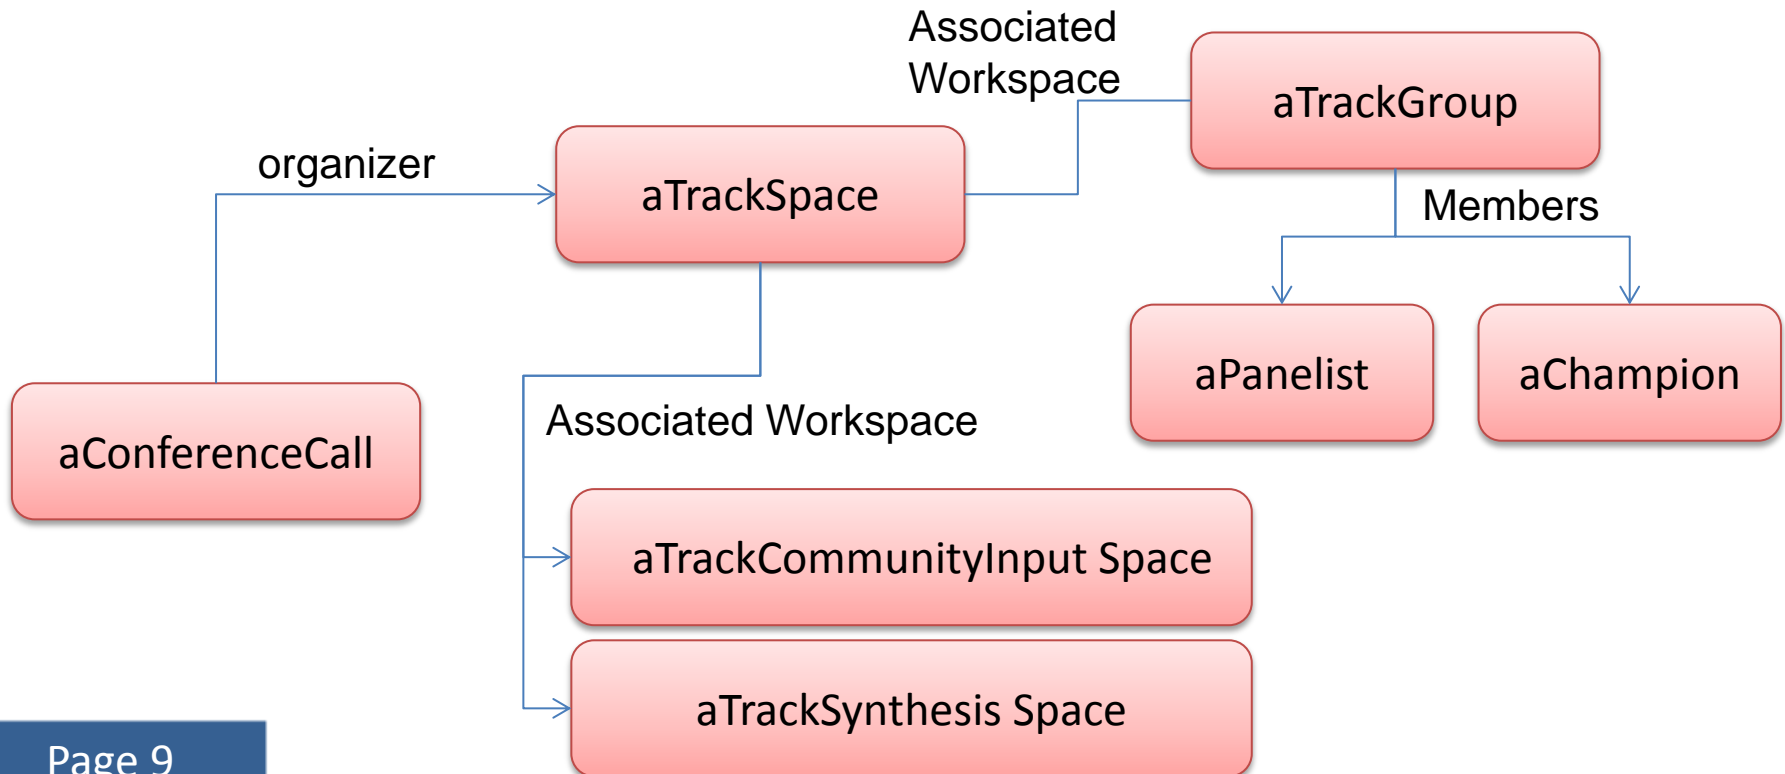 Associated
Workspace
aTrackGroup
organizer
aTrackSpace
Members
aPanelist
aChampion
aConferenceCall
Associated Workspace
aTrackCommunityInput Space
aTrackSynthesis Space
Page 9